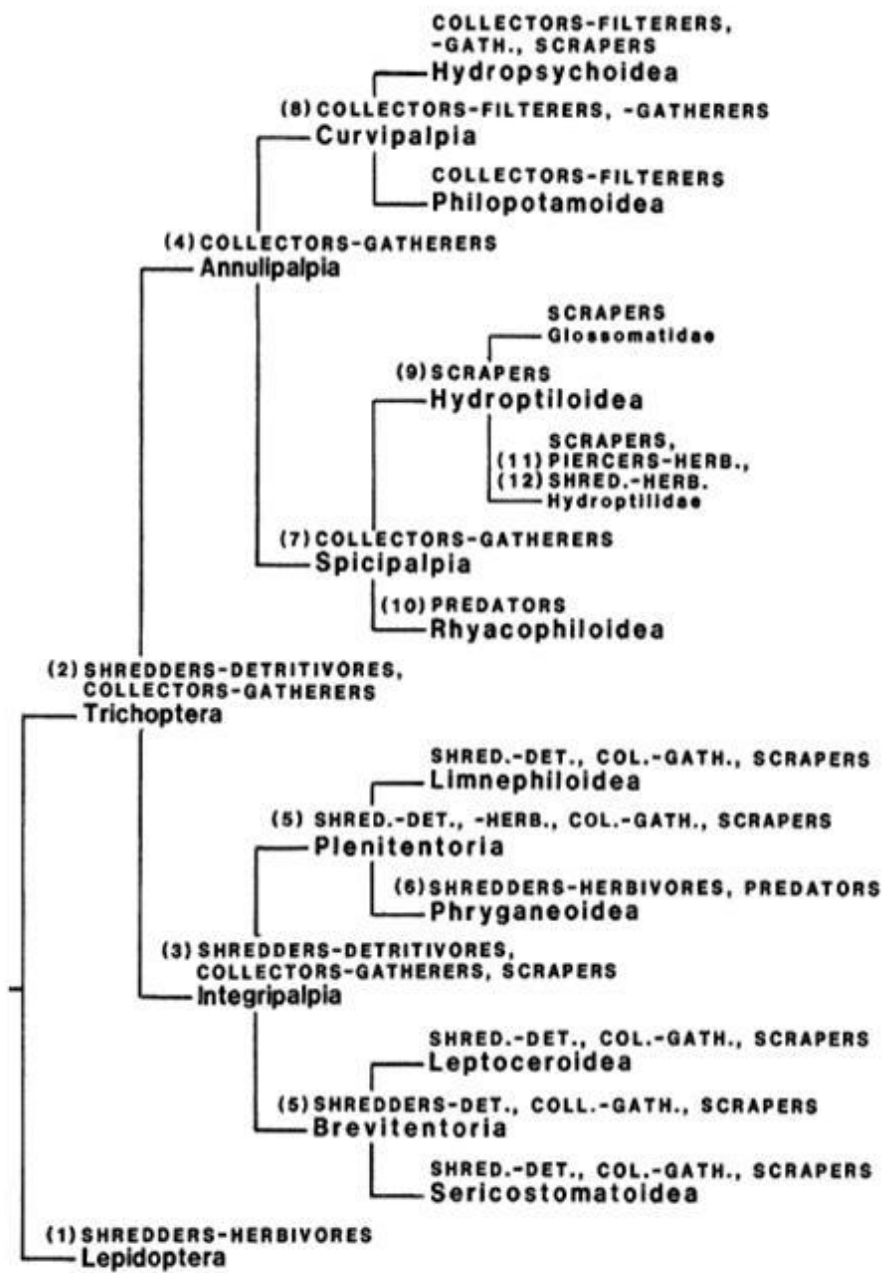 COLLECTORS-FILTERERS,
-GATH., SCRAPERS
Hydropsychoidea
(8) COLLECTORS-FILTERERS, -GATHERERS
Curvipalpia
COLLECTORS-FILTERERS
Philopotamoidea
(4) COLLECTORS-GATHERERS
Annulipalpia
SCRAPERS
Glossomatidae
(9) SCRAPERS
Hydroptiloidea
SCRAPERS,
(11) PIERCERS-HERB.,
(12) SHRED.-HERB.
Hydroptilidae
(7) COLLECTORS-GATHERERS
Spicipalpia
(10) PREDATORS
Rhyacophiloidea
(2) SHREDDERS-DETRITIVORES,
COLLECTORS-GATHERERS
Trichoptera
SHRED.-DET., COL.-GATH., SCRAPERS
Limnephiloidea
(5) SHRED.-DET., -HERB., COL.-GATH., SCRAPERS
Plenitentoria
(6) SHREDDERS-HERBIVORES, PREDATORS
Phryganeoidea
(3) SHREDDERS-DETRITIVORES,
COLLECTORS-GATHERERS, SCRAPERS
Integripalpia
SHRED.-DET., COL.-GATH., SCRAPERS
Leptoceroidea
(5) SHREDDERS-DET., COLL.-GATH., SCRAPERS
Brevitentoria
SHRED.-DET., COL.-GATH., SCRAPERS
Sericostomatoidea
(1) SHREDDERS-HERBIVORES
Lepidoptera